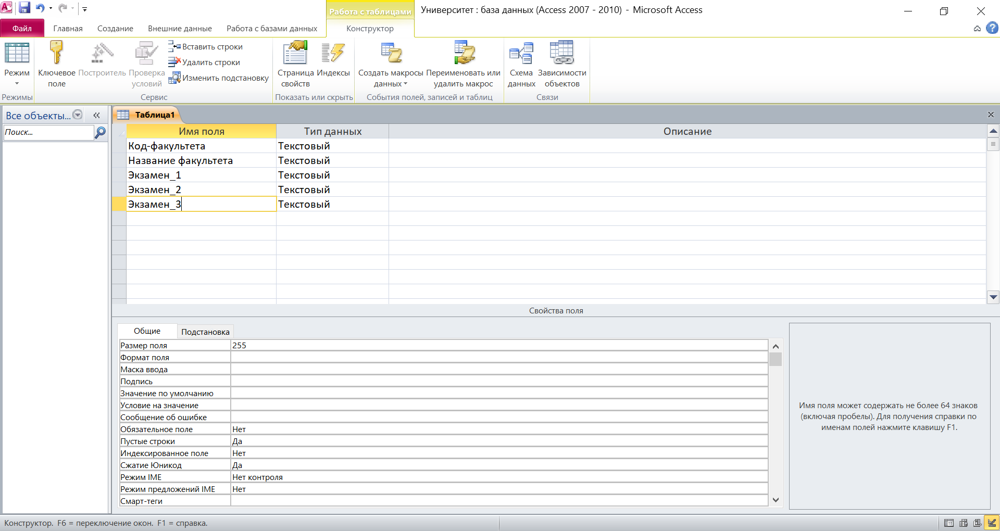 Работа с таблицами
Университет : база данных (Access 2007 - 2010) - Microsoft Access
Файл
Главная
Создание
Внешние данные
Работа с базами данных
Конструктор
Режим
Режимы
Ключевое поле
Построитель
Проверка условий
Вставить строки
Удалить строки
Изменить подстановку
Сервис
Страница свойств
Индексы
Показать или скрыть
Создать макросы данных
Переименовать или удалить макрос
События полей, записей и таблиц
Схема данных
Зависимости объектов
Связи
Все объекты...
Поиск...
Таблица1
Имя поля Тип данных Описание
Код-факультета Текстовый
Название факультета Текстовый
Экзамен_1 Текстовый
Экзамен_2 Текстовый
Экзамен_3 Текстовый
Свойства поля
Общие Подстановка
Размер поля 255
Формат поля
Маска ввода
Подпись
Значение по умолчанию
Условие на значение
Сообщение об ошибке
Обязательное поле Нет
Пустые строки Да
Индексированное поле Нет
Сжатие Юникод Да
Режим IME Нет контроля
Режим предложений IME Нет
Смарт-теги
Имя поля может содержать не более 64 знаков
(включая пробелы). Для получения справки по
именам полей нажмите клавишу F1.
Конструктор. F6 = переключение окон. F1 = справка.